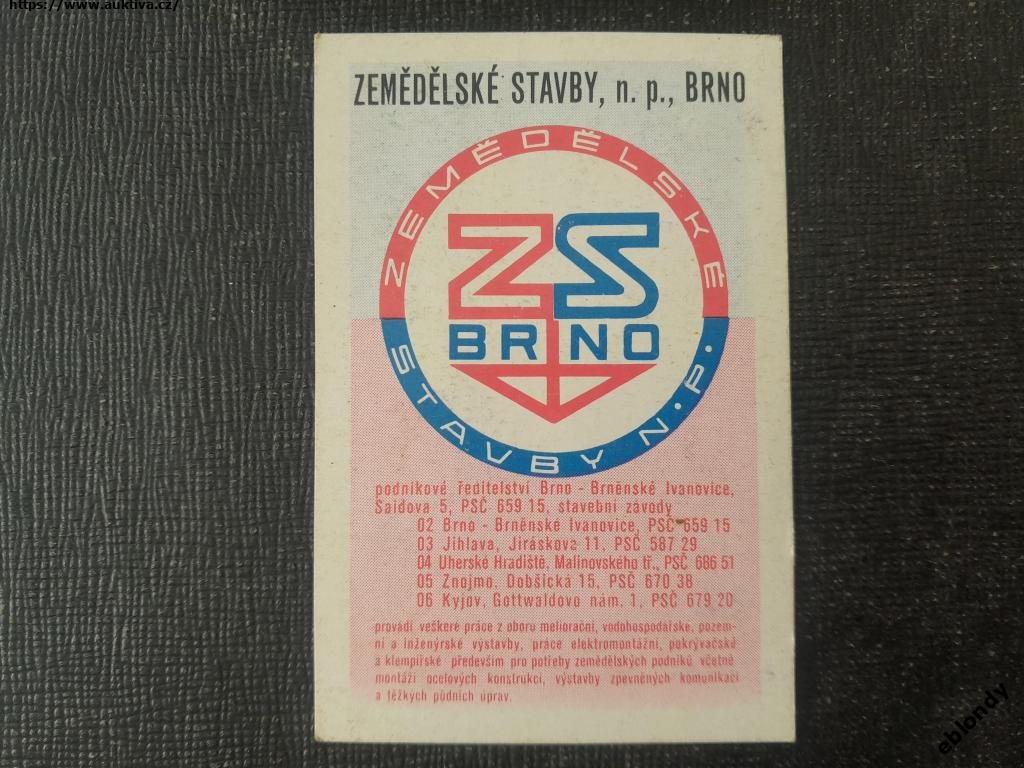 https://www.auktiva.cz/
ZEMĚDĚLSKÉ STAVBY, n. p., BRNO
ZEMĚDĚLSKÉ
ZS
BRNO
STAVBY N.P.
podnikové ředitelství Brno - Brněnské Ivanovice,
Saidova 5, PSČ 659 15, stavební závody
02 Brno - Brněnské Ivanovice, PSČ 659 15
03 Jihlava, Jiráskova 11, PSČ 587 29
04 Uherské Hradiště, Malinovského tř., PSČ 686 51
05 Znojmo, Dobšická 15, PSČ 670 38
06 Kyjov, Gottwaldovo nám. 1, PSČ 679 20
provádí veškeré práce z oboru meliorační, vodohospodářské, pozem-
ní a inženýrské výstavby, práce elektromontážní, pokrývačské
a klempířské především pro potřeby zemědělských podniků včetně
montáží ocelových konstrukcí, výstavby zpevněných komunikací
a těžkých půdních úprav.
eblondy